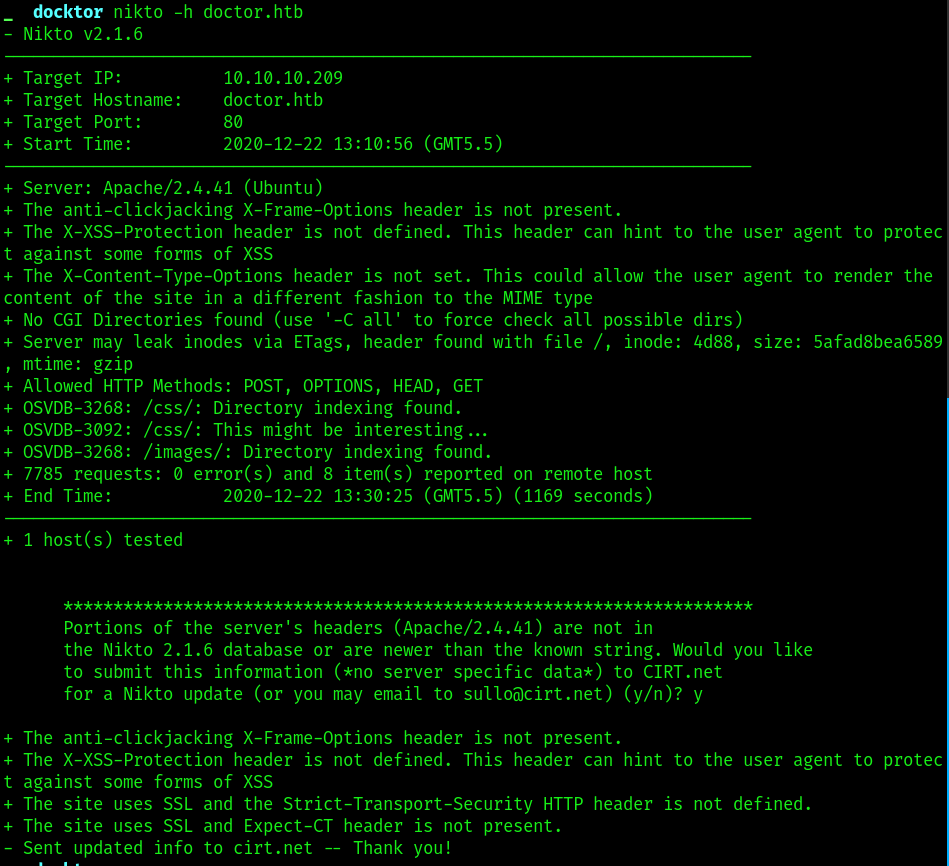 _  docktor nikto -h doctor.htb
- Nikto v2.1.6
+ Target IP:          10.10.10.209
+ Target Hostname:    doctor.htb
+ Target Port:        80
+ Start Time:         2020-12-22 13:10:56 (GMT5.5)
+ Server: Apache/2.4.41 (Ubuntu)
+ The anti-clickjacking X-Frame-Options header is not present.
+ The X-XSS-Protection header is not defined. This header can hint to the user agent to protec
t against some forms of XSS
+ The X-Content-Type-Options header is not set. This could allow the user agent to render the
content of the site in a different fashion to the MIME type
+ No CGI Directories found (use '-C all' to force check all possible dirs)
+ Server may leak inodes via ETags, header found with file /, inode: 4d88, size: 5afad8bea6589
, mtime: gzip
+ Allowed HTTP Methods: POST, OPTIONS, HEAD, GET
+ OSVDB-3268: /css/: Directory indexing found.
+ OSVDB-3092: /css/: This might be interesting...
+ OSVDB-3268: /images/: Directory indexing found.
+ 7785 requests: 0 error(s) and 8 item(s) reported on remote host
+ End Time:           2020-12-22 13:30:25 (GMT5.5) (1169 seconds)
+ 1 host(s) tested
*********************************************************************
Portions of the server's headers (Apache/2.4.41) are not in
the Nikto 2.1.6 database or are newer than the known string. Would you like
to submit this information (*no server specific data*) to CIRT.net
for a Nikto update (or you may email to sullo@cirt.net) (y/n)? y
+ The anti-clickjacking X-Frame-Options header is not present.
+ The X-XSS-Protection header is not defined. This header can hint to the user agent to protec
t against some forms of XSS
+ The site uses SSL and the Strict-Transport-Security HTTP header is not defined.
+ The site uses SSL and Expect-CT header is not present.
- Sent updated info to cirt.net -- Thank you!